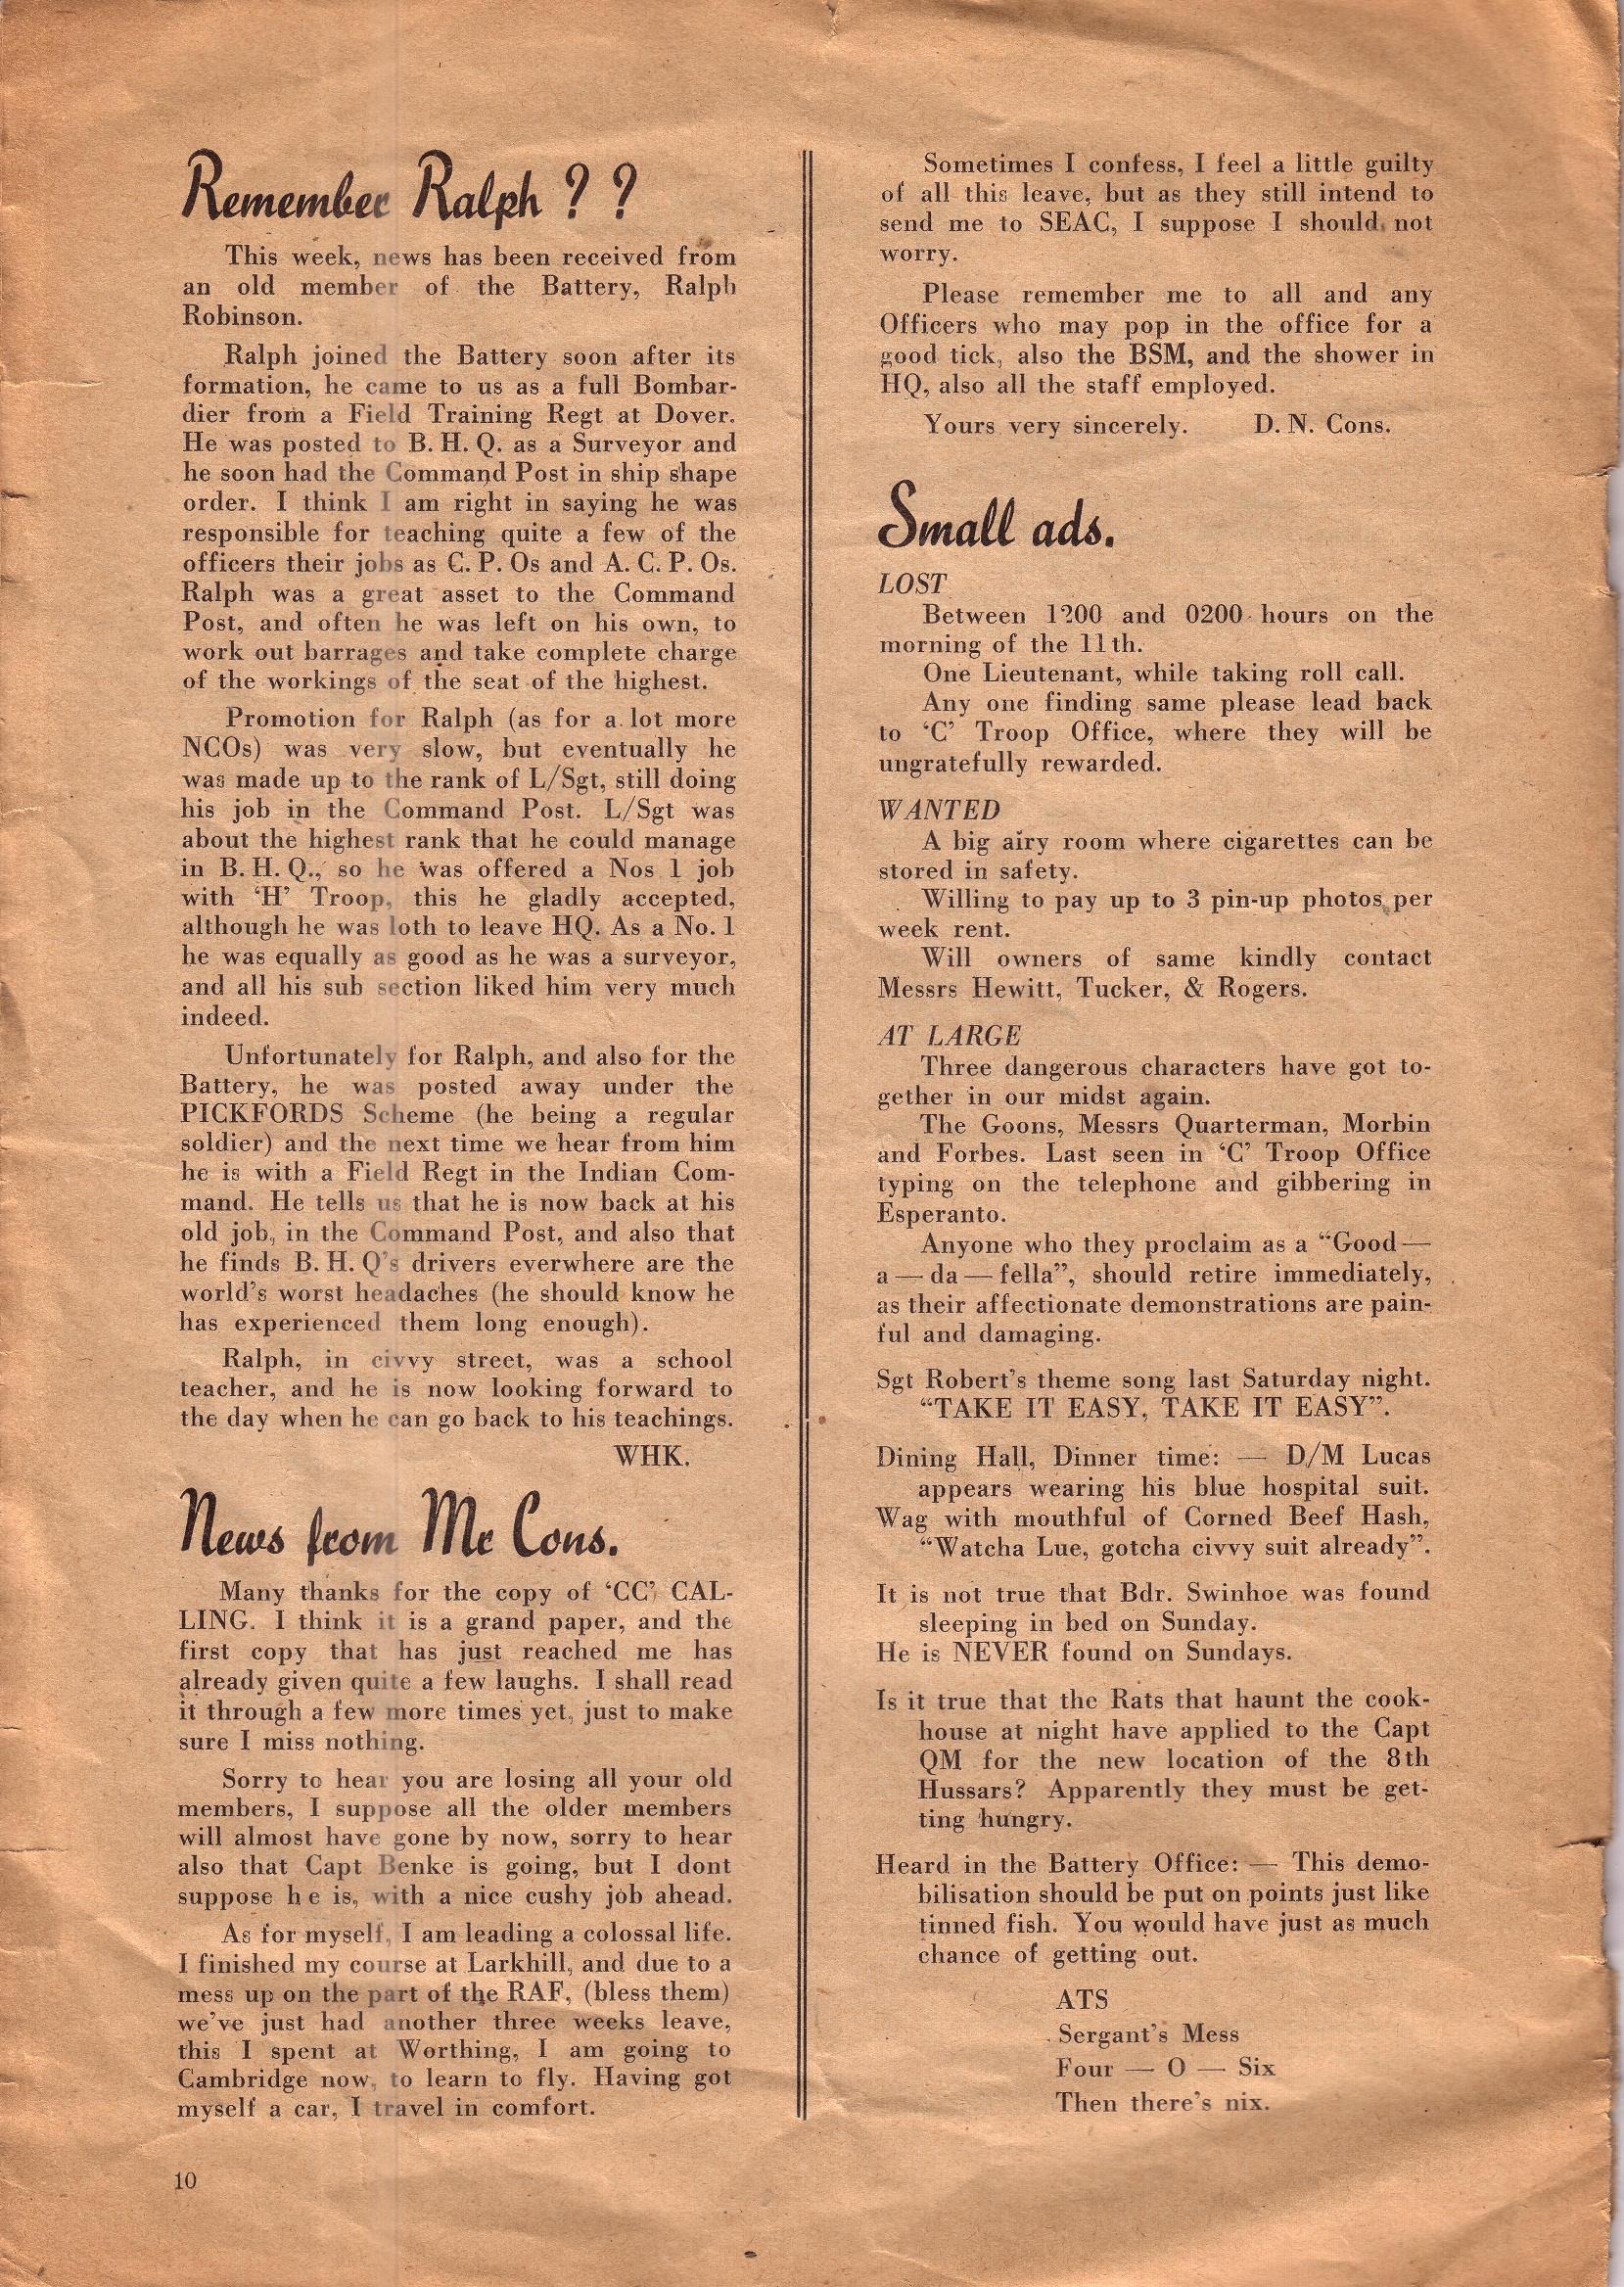 Remember Ralph ? ?
This week, news has been received from
an old member of the Battery, Ralph
Robinson.
Ralph joined the Battery soon after its
formation, he came to us as a full Bombar-
dier from a Field Training Regt at Dover.
He was posted to B. H. Q. as a Surveyor and
he soon had the Command Post in ship shape
order. I think I am right in saying he was
responsible for teaching quite a few of the
officers their jobs as C. P. Os and A. C. P. Os.
Ralph was a great asset to the Command
Post, and often he was left on his own, to
work out barrages and take complete charge
of the workings of the seat of the highest.
Promotion for Ralph (as for a lot more
NCOs) was very slow, but eventually he
was made up to the rank of L/Sgt, still doing
his job in the Command Post. L/Sgt was
about the highest rank that he could manage
in B. H. Q., so he was offered a Nos 1 job
with ‘H’ Troop, this he gladly accepted,
although he was loth to leave HQ. As a No. 1
he was equally as good as he was a surveyor,
and all his sub section liked him very much
indeed.
Unfortunately for Ralph, and also for the
Battery, he was posted away under the
PICKFORDS Scheme (he being a regular
soldier) and the next time we hear from him
he is with a Field Regt in the Indian Com-
mand. He tells us that he is now back at his
old job, in the Command Post, and also that
he finds B. H. Q’s drivers everwhere are the
world’s worst headaches (he should know he
has experienced them long enough).
Ralph, in civvy street, was a school
teacher, and he is now looking forward to
the day when he can go back to his teachings.
WHK.
News from Mr Cons.
Many thanks for the copy of ‘CC’ CAL-
LING. I think it is a grand paper, and the
first copy that has just reached me has
already given quite a few laughs. I shall read
it through a few more times yet, just to make
sure I miss nothing.
Sorry to hear you are losing all your old
members, I suppose all the older members
will almost have gone by now, sorry to hear
also that Capt Benke is going, but I dont
suppose he is, with a nice cushy job ahead.
As for myself, I am leading a colossal life.
I finished my course at Larkhill, and due to a
mess up on the part of the RAF, (bless them)
we’ve just had another three weeks leave,
this I spent at Worthing, I am going to
Cambridge now, to learn to fly. Having got
myself a car, I travel in comfort.
10
Sometimes I confess, I feel a little guilty
of all this leave, but as they still intend to
send me to SEAC, I suppose I should not
worry.
Please remember me to all and any
Officers who may pop in the office for a
good tick, also the BSM, and the shower in
HQ, also all the staff employed.
Yours very sincerely. D. N. Cons.
Small ads.
LOST
Between 1200 and 0200 hours on the
morning of the 11th.
One Lieutenant, while taking roll call.
Any one finding same please lead back
to ‘C’ Troop Office, where they will be
ungratefully rewarded.
WANTED
A big airy room where cigarettes can be
stored in safety.
Willing to pay up to 3 pin-up photos per
week rent.
Will owners of same kindly contact
Messrs Hewitt, Tucker, & Rogers.
AT LARGE
Three dangerous characters have got to-
gether in our midst again.
The Goons, Messrs Quarterman, Morbin
and Forbes. Last seen in ‘C’ Troop Office
typing on the telephone and gibbering in
Esperanto.
Anyone who they proclaim as a “Good—
a — da — fella”, should retire immediately,
as their affectionate demonstrations are pain-
ful and damaging.
Sgt Robert’s theme song last Saturday night.
“TAKE IT EASY, TAKE IT EASY”.
Dining Hall, Dinner time: — D/M Lucas
appears wearing his blue hospital suit.
Wag with mouthful of Corned Beef Hash,
“Watcha Lue, gotcha civvy suit already”.
It is not true that Bdr. Swinhoe was found
sleeping in bed on Sunday.
He is NEVER found on Sundays.
Is it true that the Rats that haunt the cook-
house at night have applied to the Capt
QM for the new location of the 8th
Hussars? Apparently they must be get-
ting hungry.
Heard in the Battery Office: — This demo-
bilisation should be put on points just like
tinned fish. You would have just as much
chance of getting out.
ATS
Sergant’s Mess
Four — O — Six
Then there’s nix.